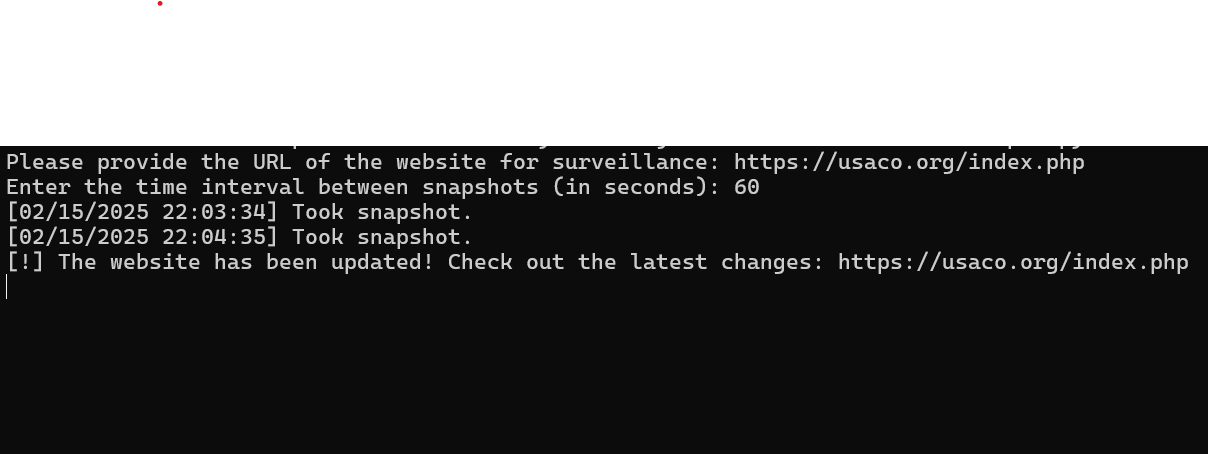 Please provide the URL of the website for surveillance: https://usaco.org/index.php
Enter the time interval between snapshots (in seconds): 60
[02/15/2025 22:03:34] Took snapshot.
[02/15/2025 22:04:35] Took snapshot.
[!] The website has been updated! Check out the latest changes: https://usaco.org/index.php